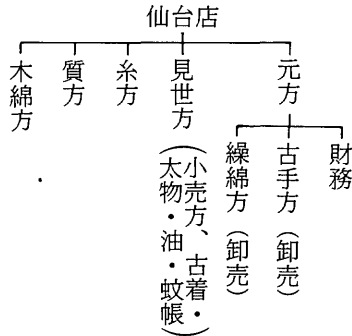 仙台店
元方
財務
古手方（卸売）
繰綿方（卸売）
見世方（小売方、古着・太物・油・蚊帳）
糸方
質方
木綿方